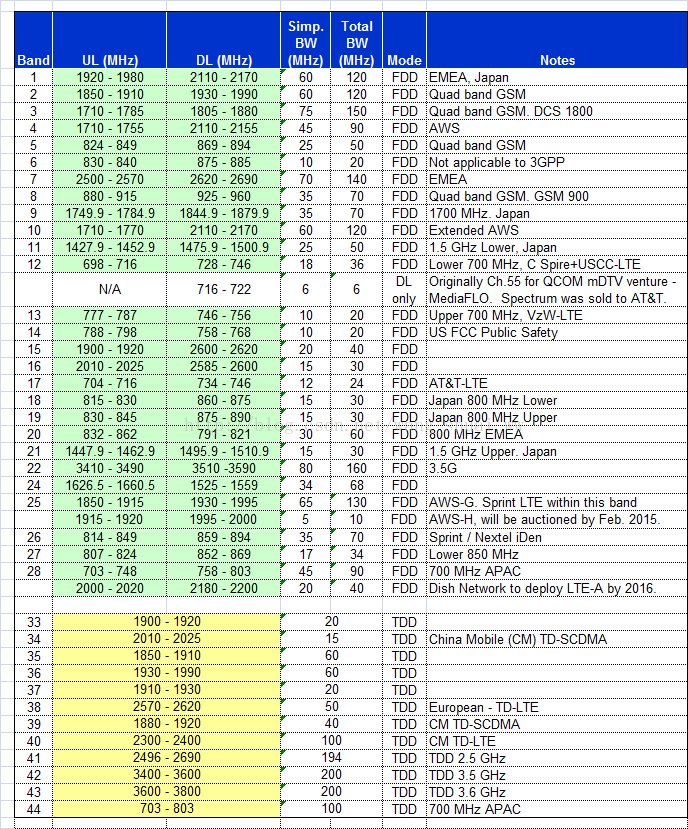 Band UL (MHz) DL (MHz) Simp. BW (MHz) Total BW (MHz) Mode Notes
1 1920 - 1980 2110 - 2170 60 120 FDD EMEA, Japan
2 1850 - 1910 1930 - 1990 60 120 FDD Quad band GSM
3 1710 - 1785 1805 - 1880 75 150 FDD Quad band GSM. DCS 1800
4 1710 - 1755 2110 - 2155 45 90 FDD AWS
5 824 - 849 869 - 894 25 50 FDD Quad band GSM
6 830 - 840 875 - 885 10 20 FDD Not applicable to 3GPP
7 2500 - 2570 2620 - 2690 70 140 FDD EMEA
8 880 - 915 925 - 960 35 70 FDD Quad band GSM. GSM 900
9 1749.9 - 1784.9 1844.9 - 1879.9 35 70 FDD 1700 MHz. Japan
10 1710 - 1770 2110 - 2170 60 120 FDD Extended AWS
11 1427.9 - 1452.9 1475.9 - 1500.9 25 50 FDD 1.5 GHz Lower, Japan
12 698 - 716 728 - 746 18 36 FDD Lower 700 MHz, C Spire+USCC-LTE
N/A 716 - 722 6 6 DL only Originally Ch.55 for QCOM mDTV venture -
MediaFLO. Spectrum was sold to AT&T.
13 777 - 787 746 - 756 10 20 FDD Upper 700 MHz, VzW-LTE
14 788 - 798 758 - 768 10 20 FDD US FCC Public Safety
15 1900 - 1920 2600 - 2620 20 40 FDD
16 2010 - 2025 2585 - 2600 15 30 FDD
17 704 - 716 734 - 746 12 24 FDD AT&T-LTE
18 815 - 830 860 - 875 15 30 FDD Japan 800 MHz Lower
19 830 - 845 875 - 890 15 30 FDD Japan 800 MHz Upper
20 832 - 862 791 - 821 30 60 FDD 800 MHz EMEA
21 1447.9 - 1462.9 1495.9 - 1510.9 15 30 FDD 1.5 GHz Upper. Japan
22 3410 - 3490 3510 -3590 80 160 FDD 3.5G
24 1626.5 - 1660.5 1525 - 1559 34 68 FDD
25 1850 - 1915 1930 - 1995 65 130 FDD AWS-G. Sprint LTE within this band
1915 - 1920 1995 - 2000 5 10 FDD AWS-H, will be auctioned by Feb. 2015.
26 814 - 849 859 - 894 35 70 FDD Sprint / Nextel iDen
27 807 - 824 852 - 869 17 34 FDD Lower 850 MHz
28 703 - 748 758 - 803 45 90 FDD 700 MHz APAC
2000 - 2020 2180 - 2200 20 40 FDD Dish Network to deploy LTE-A by 2016.
33 1900 - 1920 20 TDD
34 2010 - 2025 15 TDD China Mobile (CM) TD-SCDMA
35 1850 - 1910 60 TDD
36 1930 - 1990 60 TDD
37 1910 - 1930 20 TDD
38 2570 - 2620 50 TDD European - TD-LTE
39 1880 - 1920 40 TDD CM TD-SCDMA
40 2300 - 2400 100 TDD CM TD-LTE
41 2496 - 2690 194 TDD TDD 2.5 GHz
42 3400 - 3600 200 TDD TDD 3.5 GHz
43 3600 - 3800 200 TDD TDD 3.6 GHz
44 703 - 803 100 TDD 700 MHz APAC